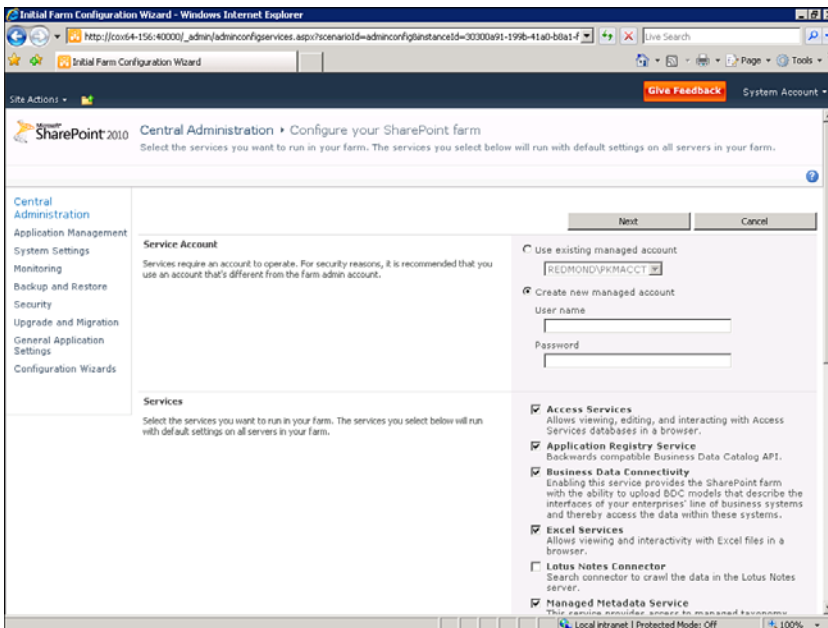 Initial Farm Configuration Wizard - Windows Internet Explorer
http://cox64-156:40000/_admin/adminconfigservices.aspx?scenarioId=adminconfig&instanceId=30300a91-199b-41a0-b8a1-f
Live Search
Initial Farm Configuration Wizard
Page
Tools
Site Actions
Give Feedback
System Account
Microsoft
SharePoint 2010
Central Administration ▸ Configure your SharePoint farm
Select the services you want to run in your farm. The services you select below will run with default settings on all servers in your farm.
Central
Administration
Application Management
System Settings
Monitoring
Backup and Restore
Security
Upgrade and Migration
General Application
Settings
Configuration Wizards
Next
Cancel
Service Account
Services require an account to operate. For security reasons, it is recommended that you
use an account that's different from the farm admin account.
Use existing managed account
REDMOND\PKMACCT
Create new managed account
User name
Password
Services
Select the services you want to run in your farm. The services you select below will run
with default settings on all servers in your farm.
Access Services
Allows viewing, editing, and interacting with Access
Services databases in a browser.
Application Registry Service
Backwards compatible Business Data Catalog API.
Business Data Connectivity
Enabling this service provides the SharePoint farm
with the ability to upload BDC models that describe the
interfaces of your enterprises' line of business systems
and thereby access the data within these systems.
Excel Services
Allows viewing and interactivity with Excel files in a
browser.
Lotus Notes Connector
Search connector to crawl the data in the Lotus Notes
server.
Managed Metadata Service
This service provides access to managed taxonomy
Local intranet | Protected Mode: Off
100%